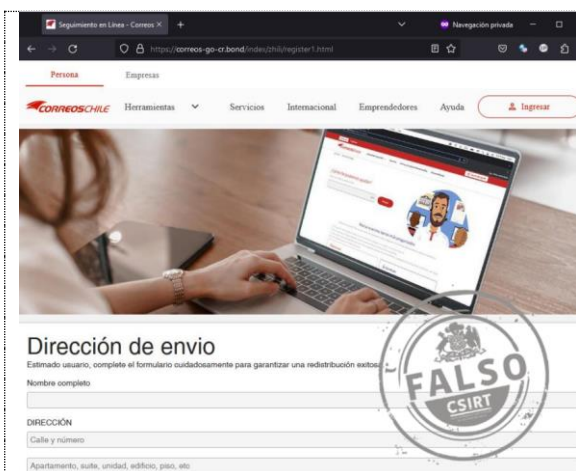 Seguimiento en Línea - Correos
Navegación privada
https://correos-go-cr.bond/index/zhili/register1.html
Persona Empresas
CORREOSCHILE Herramientas Servicios Internacional Emprendedores Ayuda Ingresar
Dirección de envio
Estimado usuario, complete el formulario cuidadosamente para garantizar una redistribución exitosa
Nombre completo
DIRECCIÓN
Calle y número
Apartamento, suite, unidad, edificio, piso, etc
FALSO
CSIRT